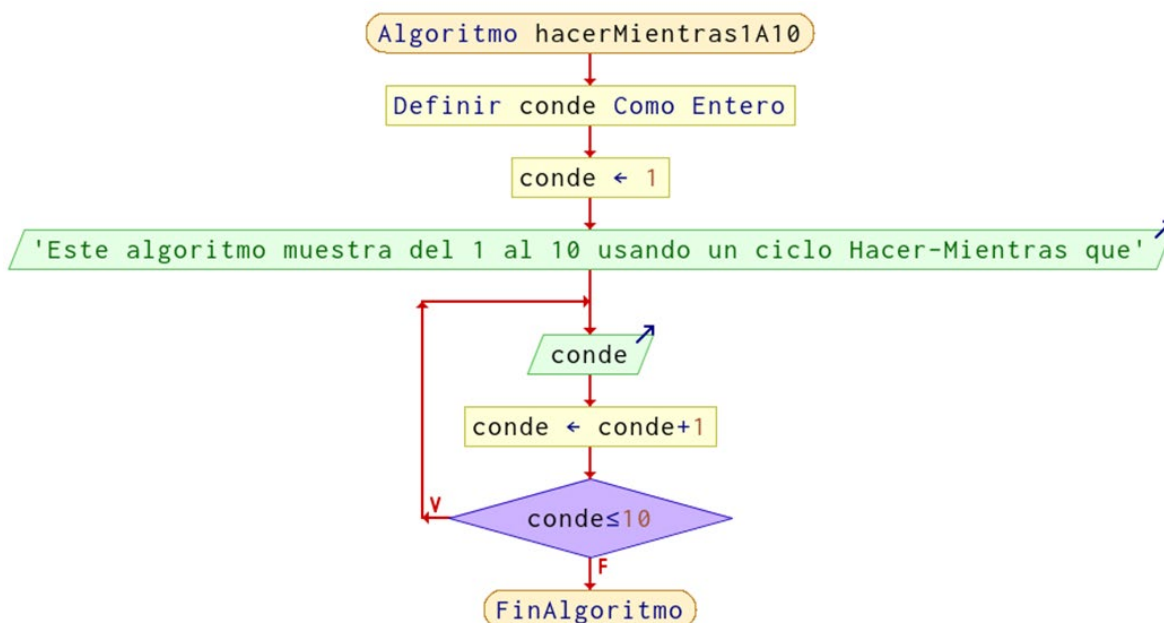 Algoritmo hacerMientras1A10
Definir conde Como Entero
conde ← 1
'Este algoritmo muestra del 1 al 10 usando un ciclo Hacer-Mientras que'
conde
conde ← conde+1
conde≤10
V
F
FinAlgoritmo